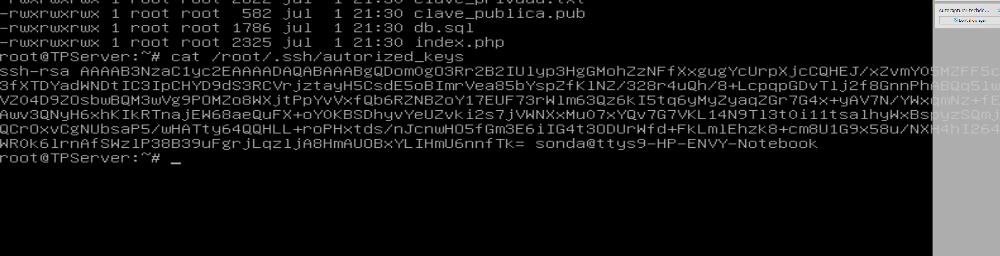 -rwxrwxrwx 1 root root 2622 jul  1 21:30 clave_privada.txt
-rwxrwxrwx 1 root root  582 jul  1 21:30 clave_publica.pub
-rwxrwxrwx 1 root root 1786 jul  1 21:30 db.sql
-rwxrwxrwx 1 root root 2325 jul  1 21:30 index.php
root@TPServer:~# cat /root/.ssh/autorized_keys
ssh-rsa AAAAB3NzaC1yc2EAAAADAQABAAABgQDomOgO3Rr2B2IUlyp3HgGMohZzNFfXxgugYcUrpXjcCQHEJ/xZvmYO5MZFF5c
3fXTDYadWNDtIC3IpCHYD9dS3RCVrjztayH5CsdE5oBImrVea85bYspZfKlNZ/328r4uQh/8+LcpqpGDvTlj2f8GnnPhABQq5lw
VZO4D9ZOsbwBQM3wVg9POMZo8WXjtPpYvVxfQb6RZNBZoY17EUF73rWlm63Qz6kI5tq6yMyZyaqZGr7G4x+yAV7N/YWxqmNz+fE
Awv3QNyH6xhKIkRTnajEW68aeQuFX+oYOKBSDhyvYeUZvki2s7jVWNXxMuO7xYQv7G7VKL14N9Tl3tOi11tsalhyWxBspyzSQmj
QCrOxvCgNUbsaP5/wHATty64QQHLL+roPHxtds/nJcnwHO5fGm3E6iIG4t3ODUrWfd+FkLmlEhzk8+cm8U1G9x58u/NXH4hI264
WROk6lrnAfSWzlP38B39uFgrjLqzljA8HmAUOBxYLIHmU6nnfTk= sonda@ttys9-HP-ENVY-Notebook
root@TPServer:~# _
Autocapturar teclado...
Don't show again